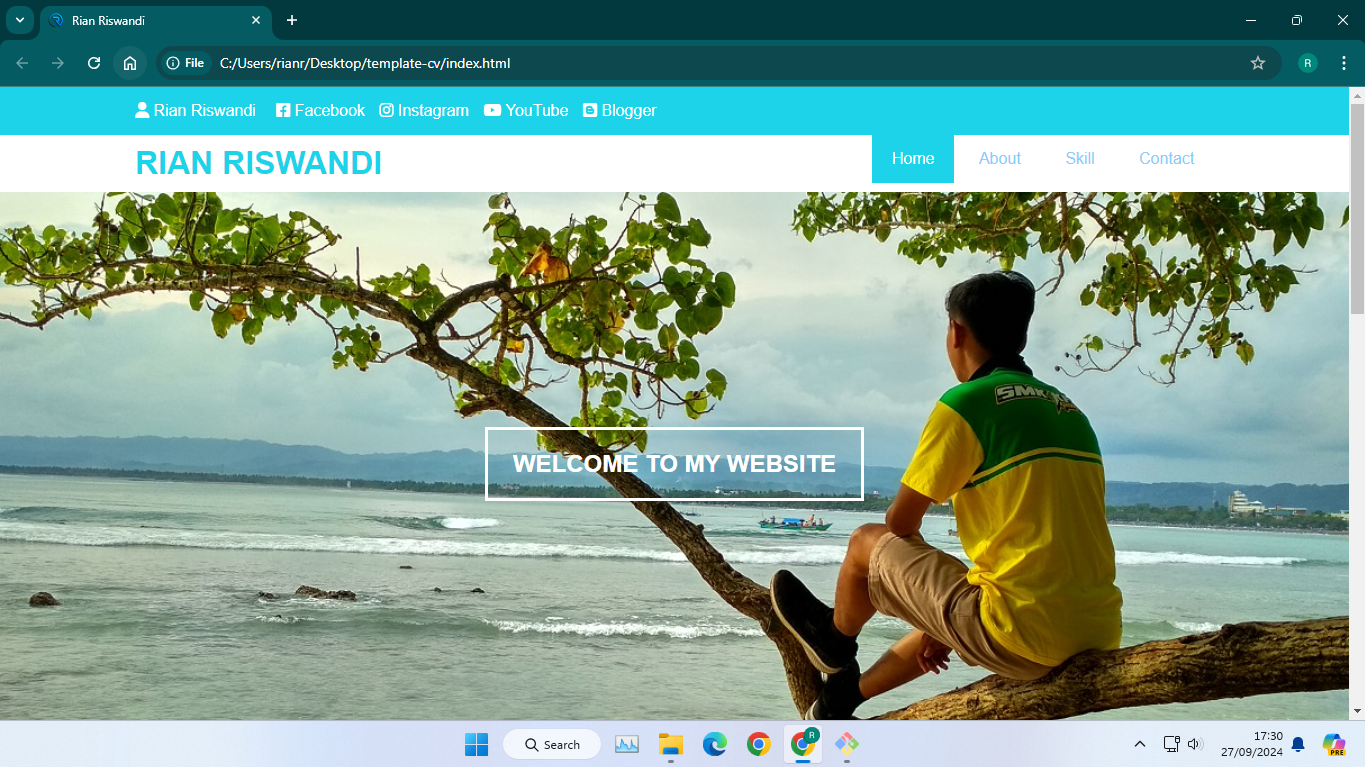 Rian Riswandi
File C:/Users/rianr/Desktop/template-cv/index.html
R
Rian Riswandi Facebook Instagram YouTube Blogger
RIAN RISWANDI
Home About Skill Contact
SMK
WELCOME TO MY WEBSITE
Search
R
17:30
27/09/2024
PRE